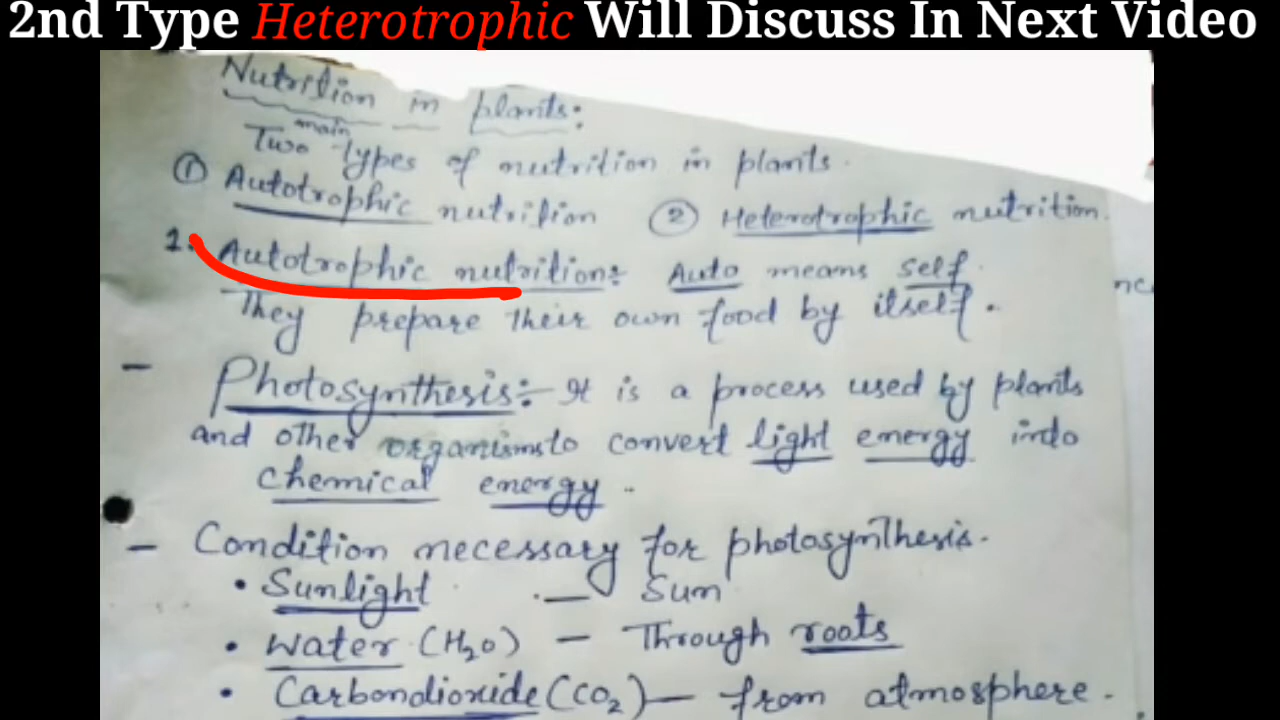 2nd Type Heterotrophic Will Discuss In Next Video
Nutrition in plants:
Two main types of nutrition in plants.
① Autotrophic nutrition ② Heterotrophic nutrition.
1. Autotrophic nutrition:- Auto means self.
They prepare their own food by itself.
- Photosynthesis:- It is a process used by plants
and other organisms to convert light energy into
chemical energy.
- Condition necessary for photosynthesis.
• Sunlight - Sun
• Water (H₂O) - Through roots
• Carbondioxide (CO₂) - from atmosphere.